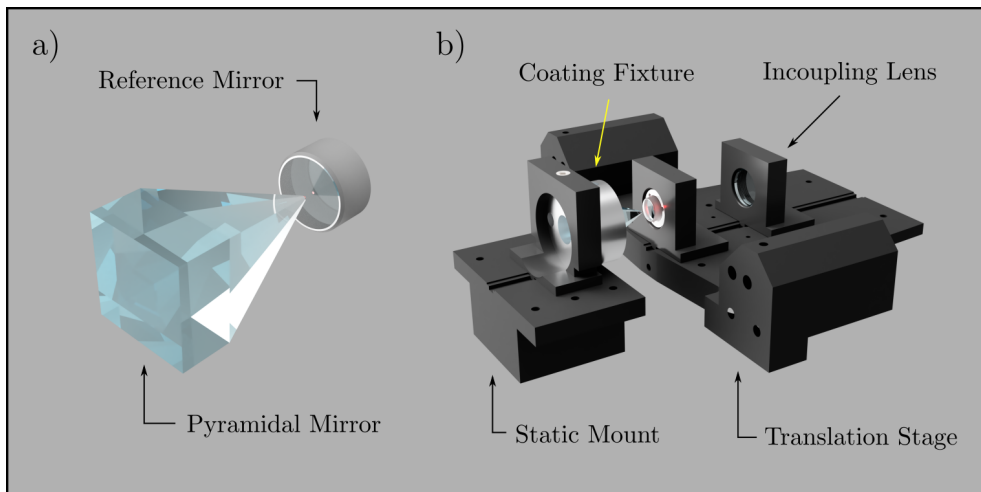 a)
Reference Mirror
Pyramidal Mirror
b)
Coating Fixture
Incoupling Lens
Static Mount
Translation Stage